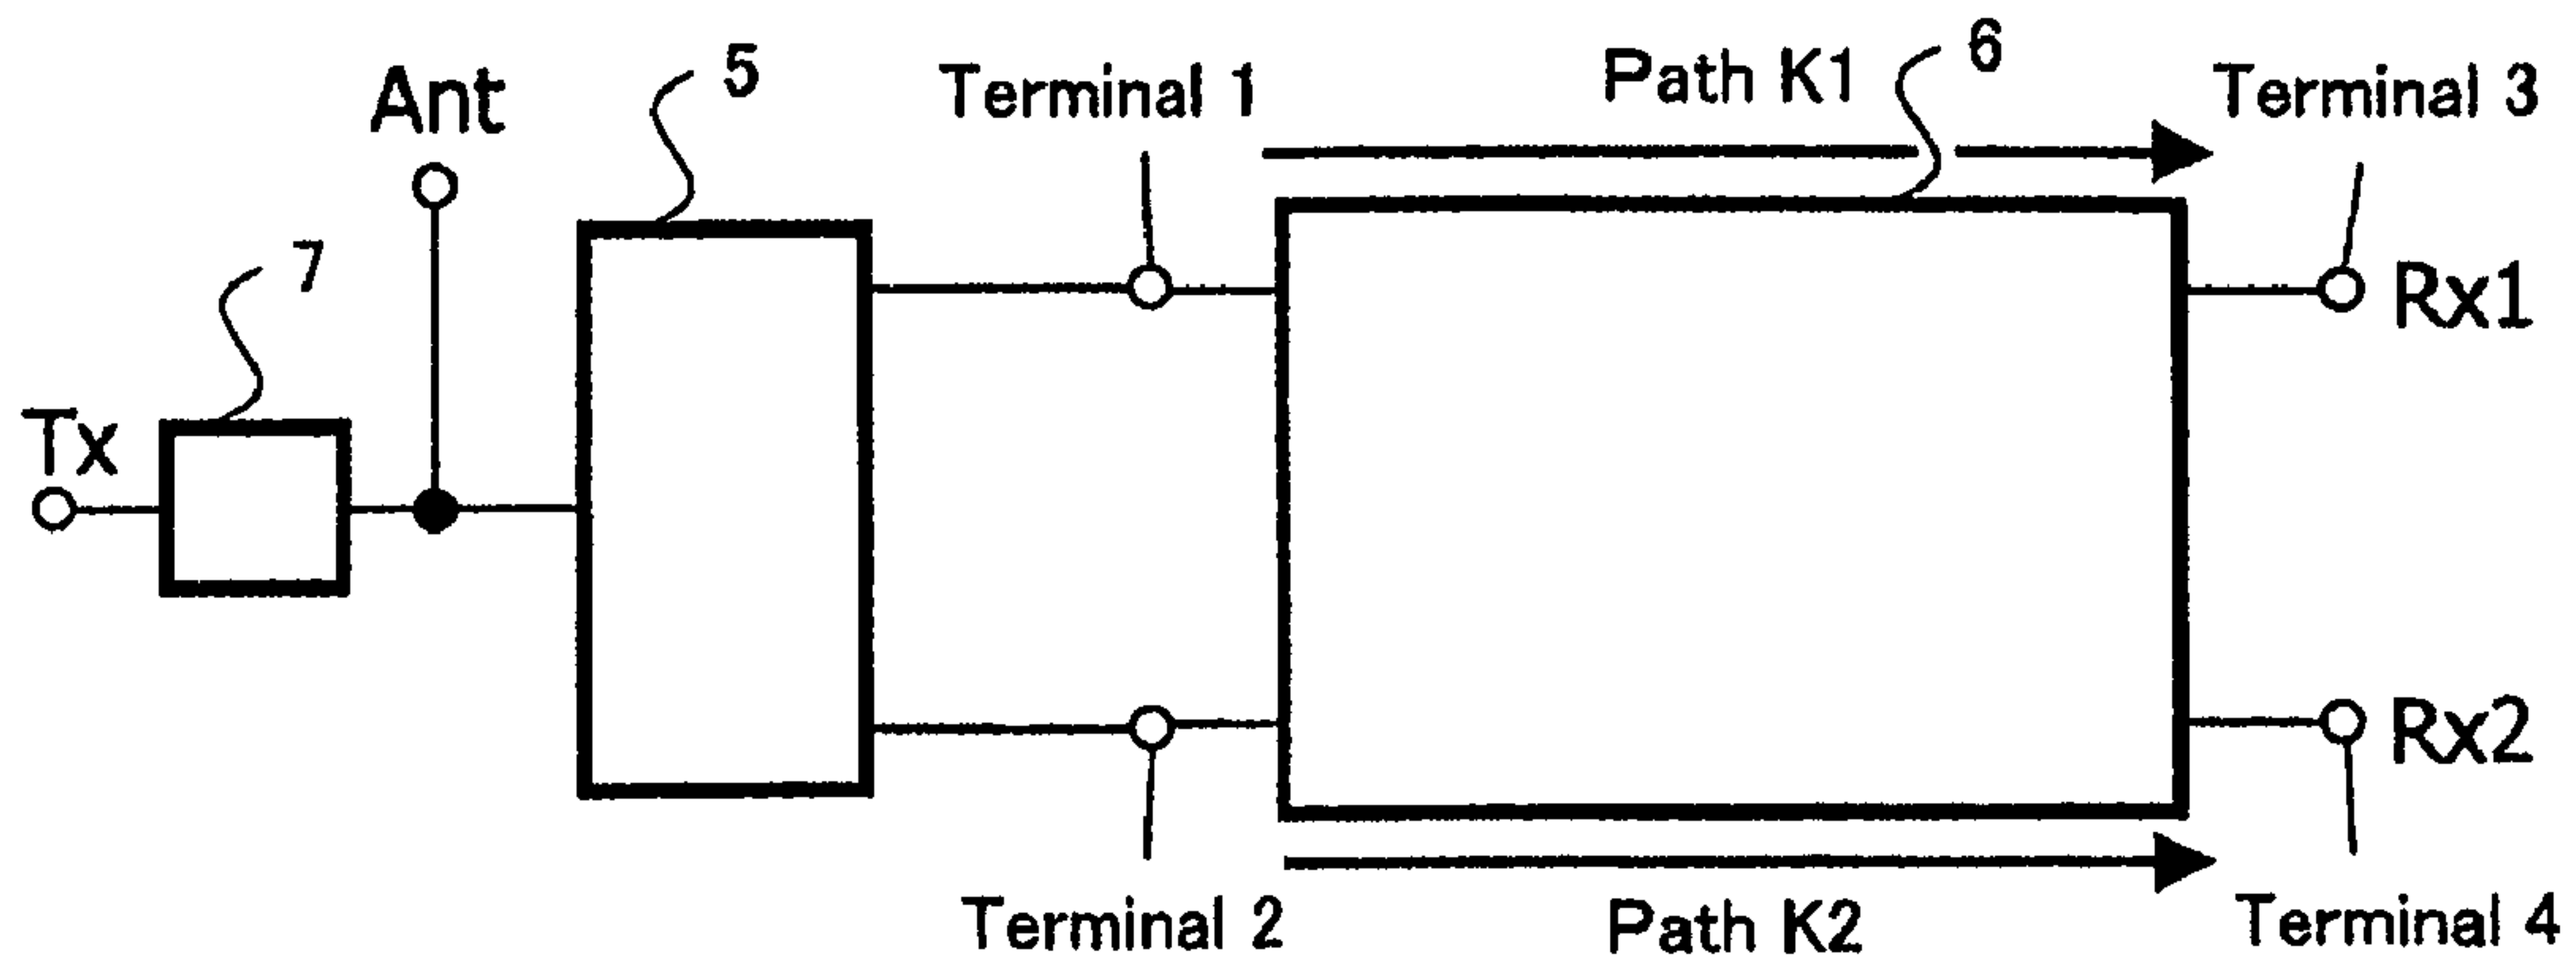 Ant
5
Terminal 1
Path K1
6
Terminal 3
7
Rx1
Tx
Rx2
Terminal 2
Path K2
Terminal 4